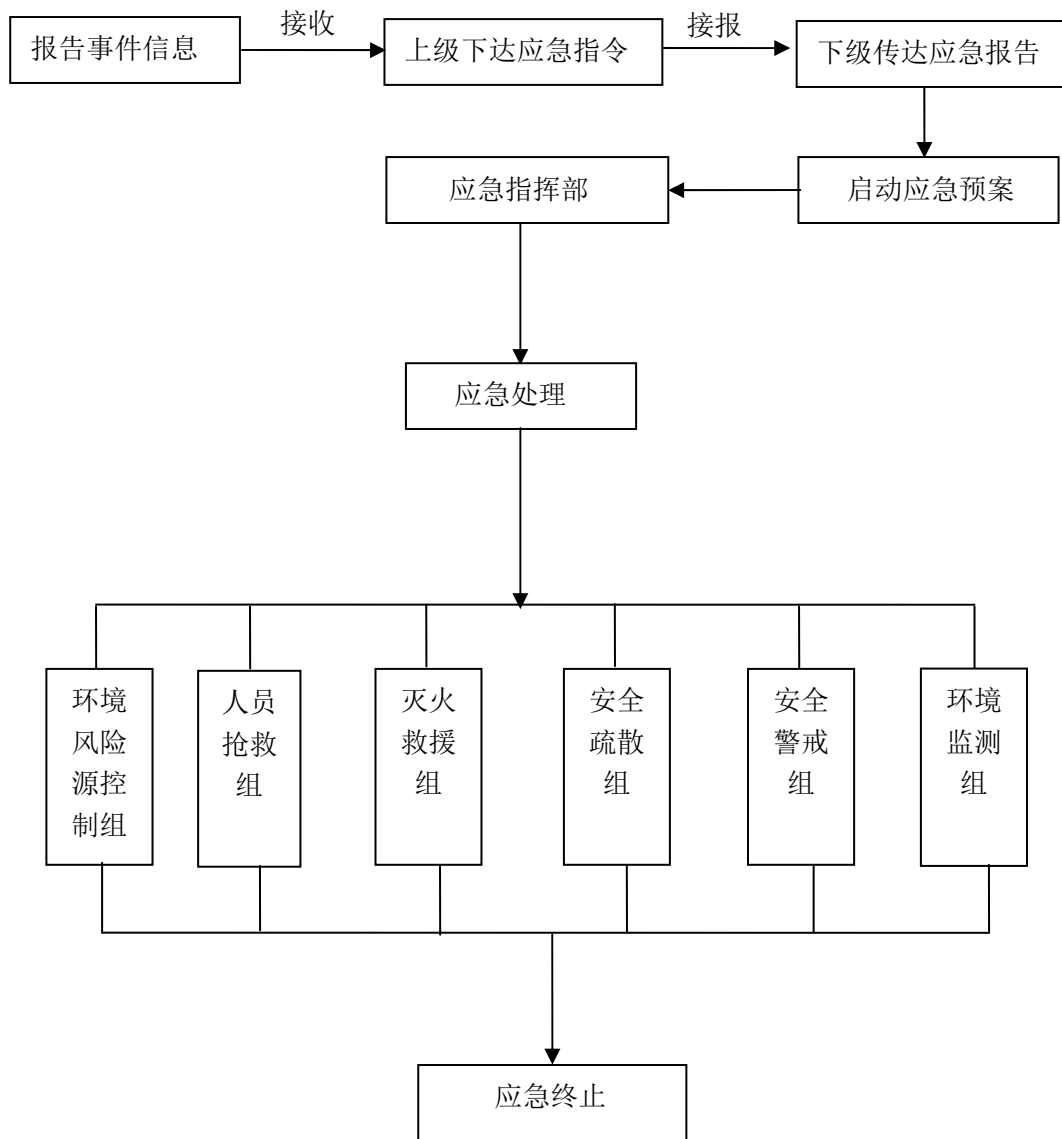 接收
接报
报告事件信息
上级下达应急指令
下级传达应急报告
应急指挥部
启动应急预案
应急处理
环境
风险
源控
制组
人员
抢救
组
灭火
救援
组
安全
疏散
组
安全
警戒
组
环境
监测
组
应急终止